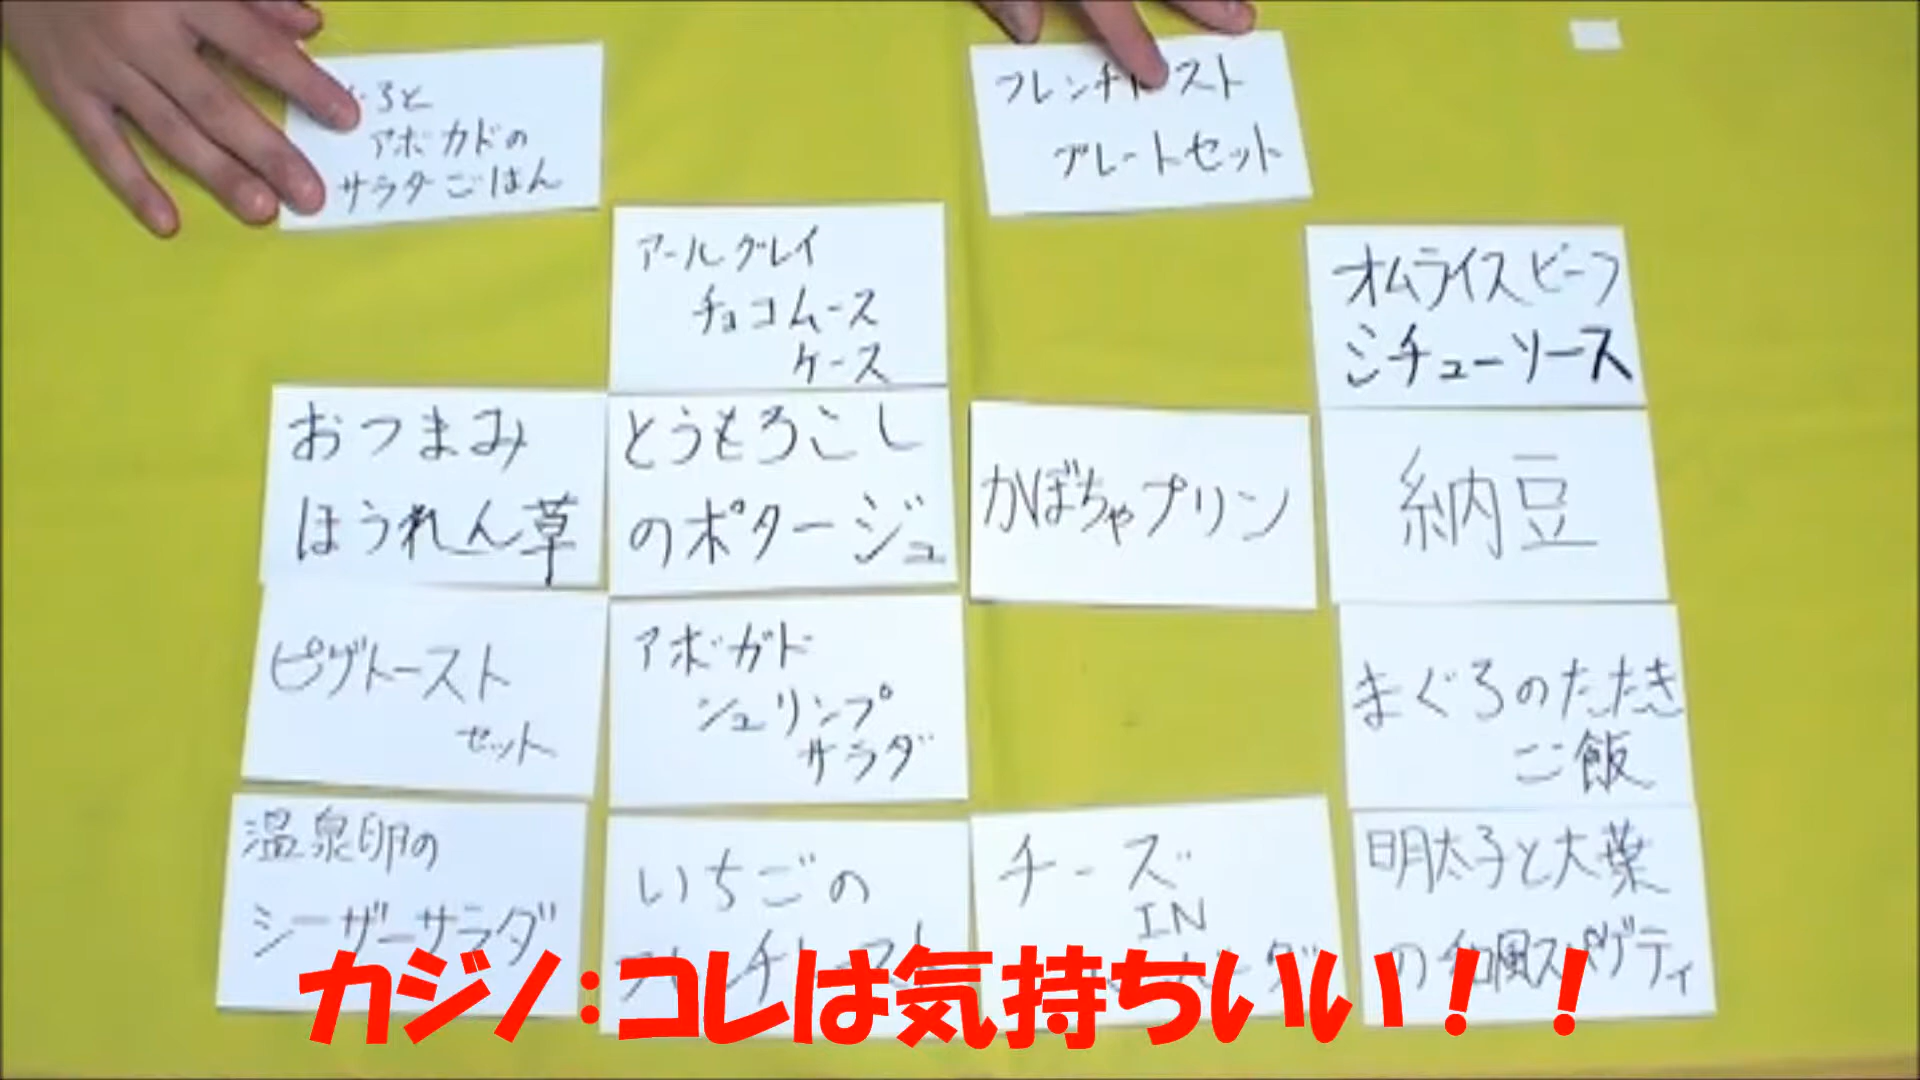 ろと
アボカドの
サラダごはん
フレンチトースト
プレートセット
アールグレイ
チョコムース
ケース
オムライスビーフ
シチューソース
おつまみ
ほうれん草
とうもろこし
のポタージュ
かぼちゃプリン
納豆
ピザトースト
セット
アボガド
シュリンプ
サラダ
まぐろのたたき
ご飯
温泉卵の
シーザーサラダ
いちごの
チーズ
IN
明太子と大葉
の和風スパゲティ
カジノ:コレは気持ちいい!!